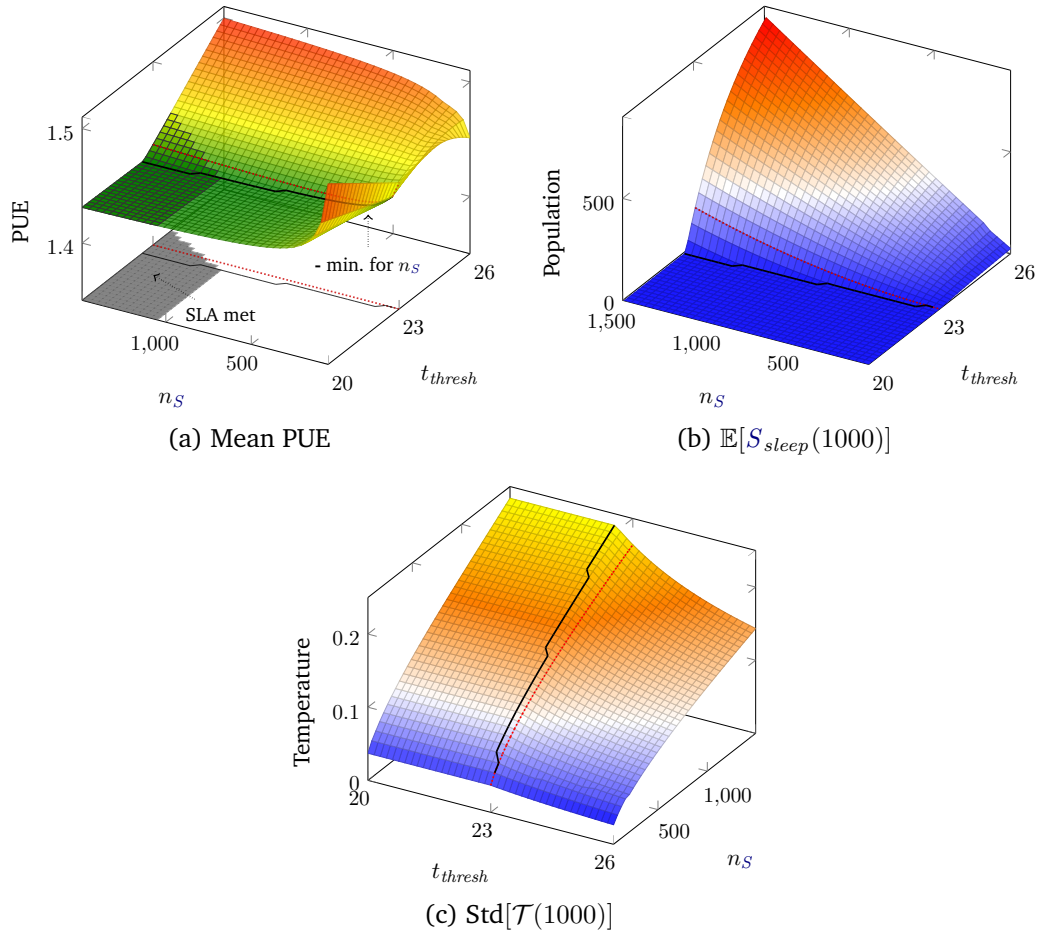 PUE
1.5
1.4
- min. for n_S
SLA met
1,000
500
20
23
26
n_S
t_thresh
(a) Mean PUE
Population
500
0
1,500
1,000
500
20
23
26
n_S
t_thresh
(b) 𝔼[S_sleep(1000)]
Temperature
0.2
0.1
0
20
23
26
500
1,000
t_thresh
n_S
(c) Std[𝒯(1000)]